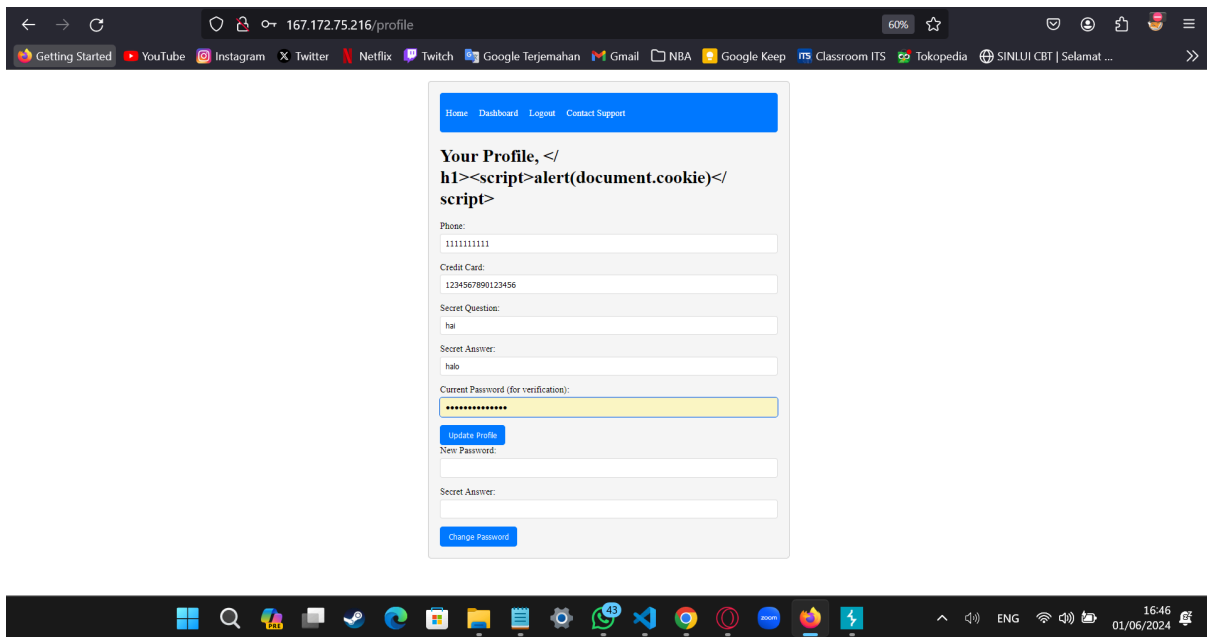 167.172.75.216/profile
60%
Getting Started YouTube Instagram Twitter Netflix Twitch Google Terjemahan Gmail NBA Google Keep Classroom ITS Tokopedia SINLUI CBT | Selamat ...
Home Dashboard Logout Contact Support
Your Profile, </
h1><script>alert(document.cookie)</
script>
Phone:
1111111111
Credit Card:
1234567890123456
Secret Question:
hai
Secret Answer:
halo
Current Password (for verification):
••••••••••••••
Update Profile
New Password:
Secret Answer:
Change Password
PRE
43
zoom
ENG
16:46
01/06/2024